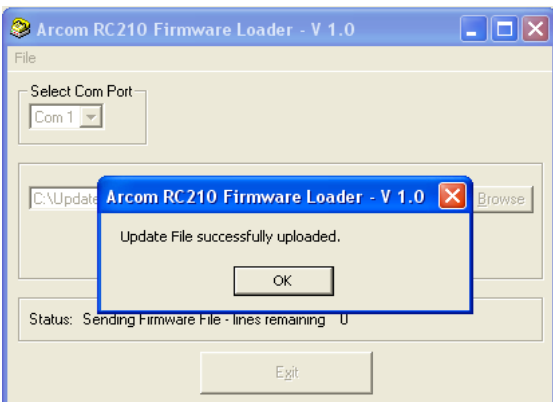 Arcom RC210 Firmware Loader - V 1.0
File
Select Com Port
Com 1
C:\Update
Browse
Arcom RC210 Firmware Loader - V 1.0
Update File successfully uploaded.
OK
Status: Sending Firmware File - lines remaining 0
Exit